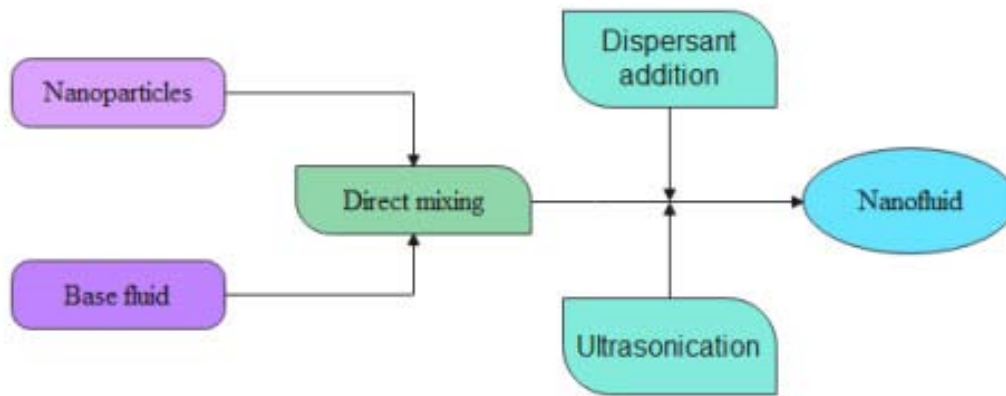 Nanoparticles
Base fluid
Direct mixing
Dispersant
addition
Ultrasonication
Nanofluid